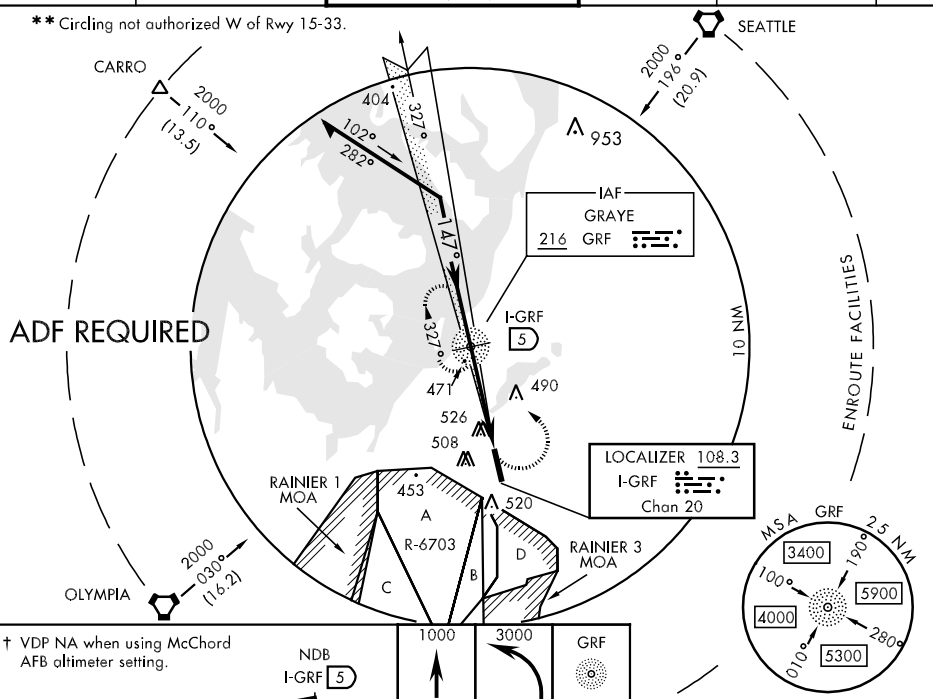 ** Circling not authorized W of Rwy 15-33.
SEATTLE
CARRO
2000
110°
(13.5)
2000
196°
(20.9)
404
327°
953
102°
282°
IAF
GRAYE
216 GRF
147°
ENROUTE FACILITIES
ADF REQUIRED
I-GRF
5
327°
10 NM
471
490
526
508
LOCALIZER 108.3
I-GRF
Chan 20
RAINIER 1
MOA
453
520
A
R-6703
D
C
B
RAINIER 3
MOA
MSA GRF 25 NM
3400
190°
100°
5900
4000
280°
010°
5300
2000
030°
(16.2)
OLYMPIA
† VDP NA when using McChord
AFB altimeter setting.
NDB
I-GRF 5
1000
3000
GRF